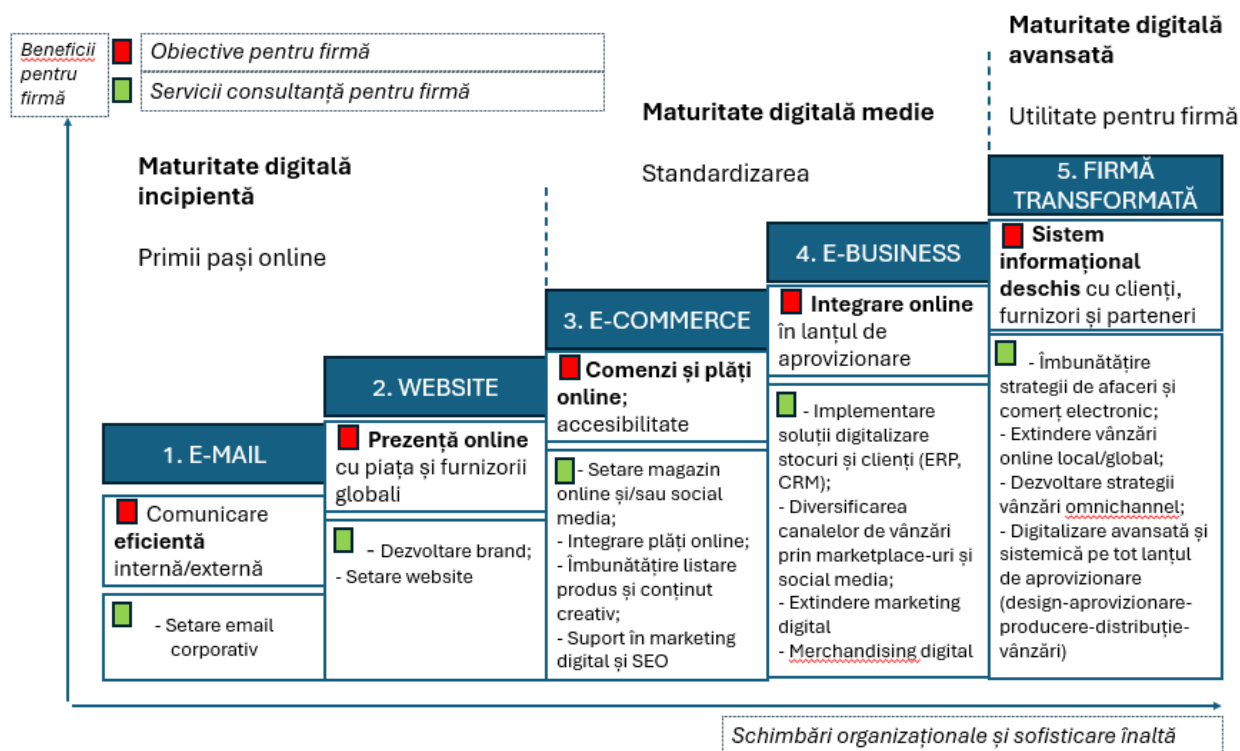 Beneficii
pentru
firmă
Obiective pentru firmă
Servicii consultanță pentru firmă
Maturitate digitală
incipientă
Primii pași online
Maturitate digitală medie
Standardizarea
Maturitate digitală
avansată
Utilitate pentru firmă
1. E-MAIL
Comunicare
eficientă
internă/externă
- Setare email
corporativ
2. WEBSITE
Prezență online
cu piața și furnizorii
globali
- Dezvoltare brand;
- Setare website
3. E-COMMERCE
Comenzi și plăți
online;
accesibilitate
- Setare magazin
online și/sau social
media;
- Integrare plăți online;
- Îmbunătățire listare
produs și conținut
creativ;
- Suport în marketing
digital și SEO
4. E-BUSINESS
Integrare online
în lanțul de
aprovizionare
- Implementare
soluții digitalizare
stocuri și clienți (ERP,
CRM);
- Diversificarea
canalelor de vânzări
prin marketplace-uri și
social media;
- Extindere marketing
digital
- Merchandising digital
5. FIRMĂ
TRANSFORMATĂ
Sistem
informațional
deschis cu clienți,
furnizori și parteneri
- Îmbunătățire
strategii de afaceri și
comerț electronic;
- Extindere vânzări
online local/global;
- Dezvoltare strategii
vânzări omnichannel;
- Digitalizare avansată și
sistemică pe tot lanțul
de aprovizionare
(design-aprovizionare-
producere-distribuție-
vânzări)
Schimbări organizaționale și sofisticare înaltă